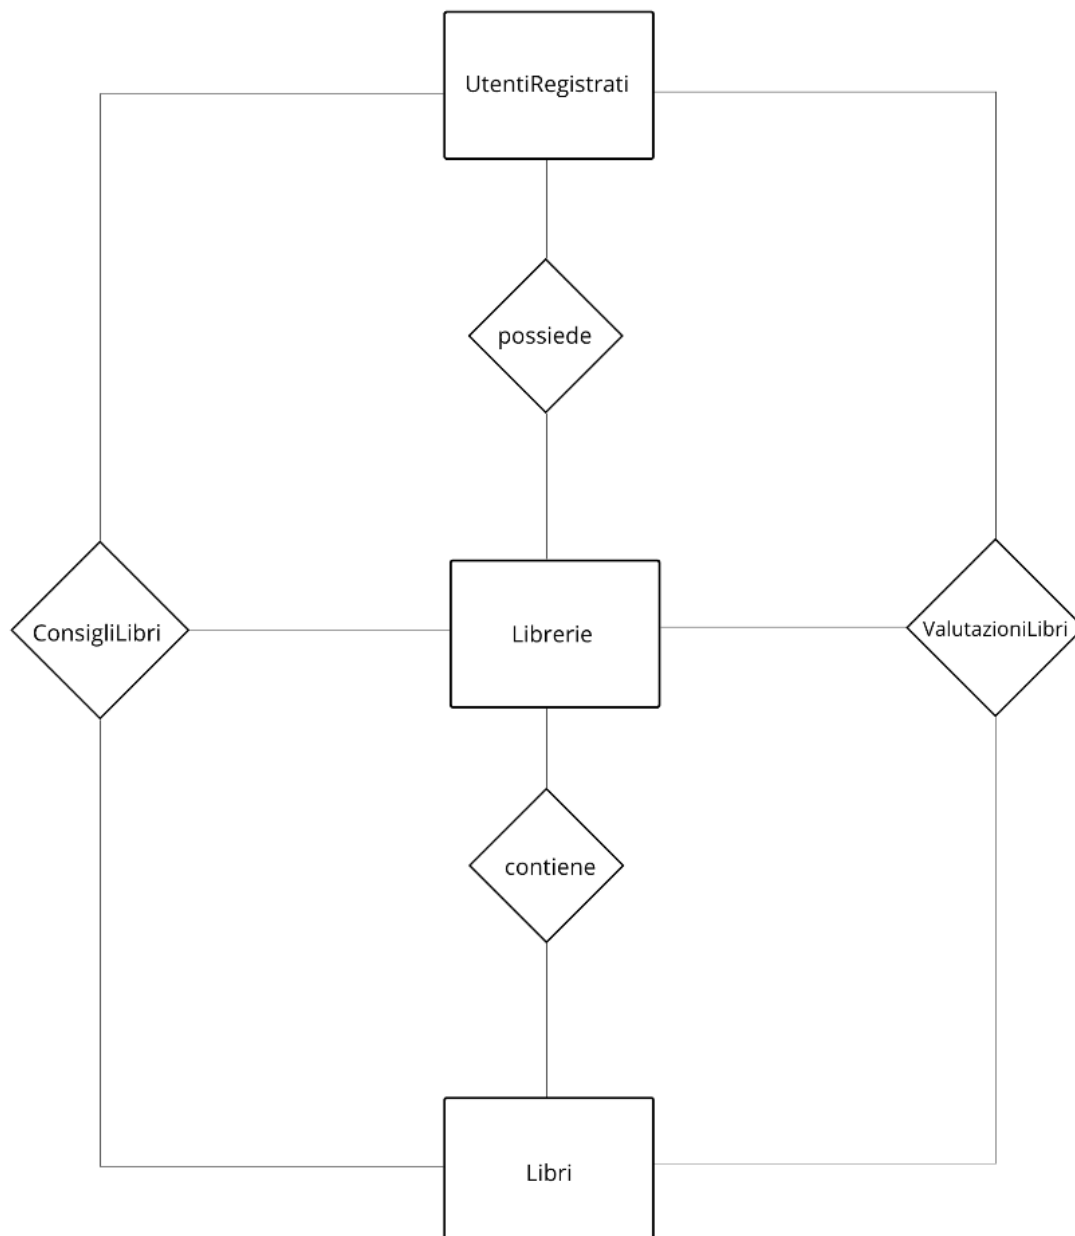 UtentiRegistrati
possiede
ConsigliLibri
Librerie
ValutazioniLibri
contiene
Libri